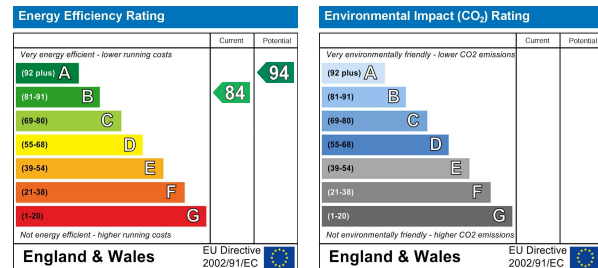 Energy Efficiency Rating
Current Potential
Very energy efficient - lower running costs
(92 plus) A
(81-91) B
(69-80) C
(55-68) D
(39-54) E
(21-38) F
(1-20) G
84
94
Not energy efficient - higher running costs
England & Wales
EU Directive
2002/91/EC
Environmental Impact (CO₂) Rating
Current Potential
Very environmentally friendly - lower CO2 emissions
(92 plus) A
(81-91) B
(69-80) C
(55-68) D
(39-54) E
(21-38) F
(1-20) G
Not environmentally friendly - higher CO2 emissions
England & Wales
EU Directive
2002/91/EC